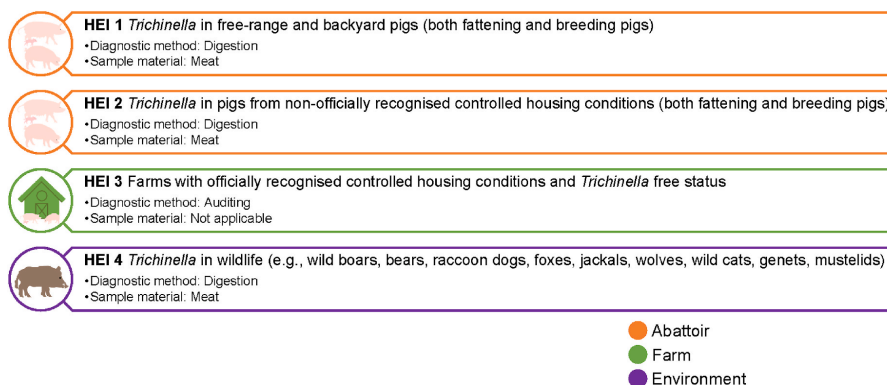 HEI 1 Trichinella in free-range and backyard pigs (both fattening and breeding pigs)
•Diagnostic method: Digestion
•Sample material: Meat
HEI 2 Trichinella in pigs from non-officially recognised controlled housing conditions (both fattening and breeding pigs)
•Diagnostic method: Digestion
•Sample material: Meat
HEI 3 Farms with officially recognised controlled housing conditions and Trichinella free status
•Diagnostic method: Auditing
•Sample material: Not applicable
HEI 4 Trichinella in wildlife (e.g., wild boars, bears, raccoon dogs, foxes, jackals, wolves, wild cats, genets, mustelids)
•Diagnostic method: Digestion
•Sample material: Meat
Abattoir
Farm
Environment